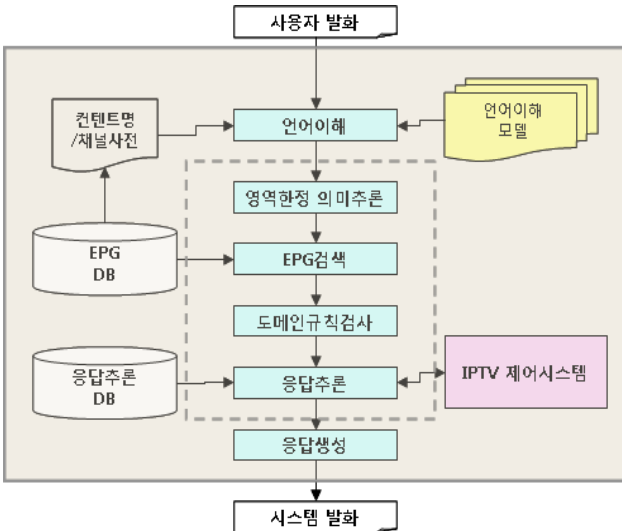 사용자 발화
컨텐트명
/채널사전
언어이해
언어이해
모델
영역한정 의미추론
EPG
DB
EPG검색
도메인규칙검사
응답추론
DB
응답추론
IPTV 제어시스템
응답생성
시스템 발화